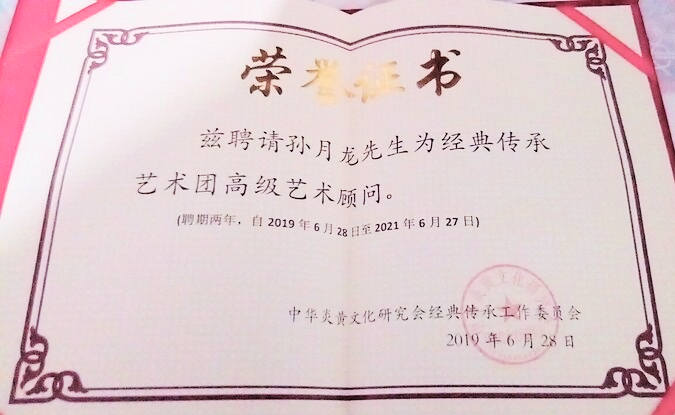 荣誉证书
兹聘请孙月龙先生为经典传承
艺术团高级艺术顾问。
(聘期两年，自2019年6月28日至2021年6月27日)
中华炎黄文化研究会经典传承工作委员会
2019年6月28日